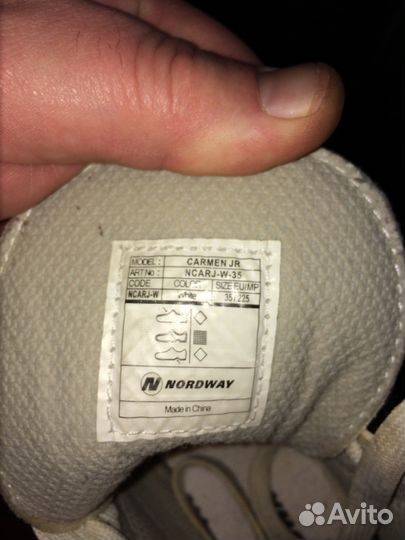 MODEL : CARMEN JR
ART.No : NCARJ-W-35
CODE COLOR SIZE EU/MP
NCARJ-W White 35 / 225
N NORDWAY
Made in China
Avito